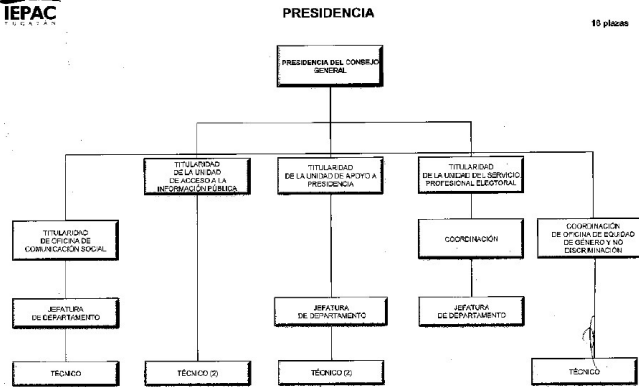 IEPAC
YUCATÁN
PRESIDENCIA
16 plazas
PRESIDENCIA DEL CONSEJO
GENERAL
TITULARIDAD
DE LA UNIDAD
DE ACCESO A LA
INFORMACIÓN PÚBLICA
TITULARIDAD
DE LA UNIDAD DE APOYO A
PRESIDENCIA
TITULARIDAD
DE LA UNIDAD DEL SERVICIO
PROFESIONAL ELECTORAL
TITULARIDAD
DE OFICINA DE
COMUNICACIÓN SOCIAL
COORDINACIÓN
COORDINACIÓN
DE OFICINA DE EQUIDAD
DE GÉNERO Y NO
DISCRIMINACIÓN
JEFATURA
DE DEPARTAMENTO
JEFATURA
DE DEPARTAMENTO
JEFATURA
DE DEPARTAMENTO
TÉCNICO
TÉCNICO (2)
TÉCNICO (2)
TÉCNICO